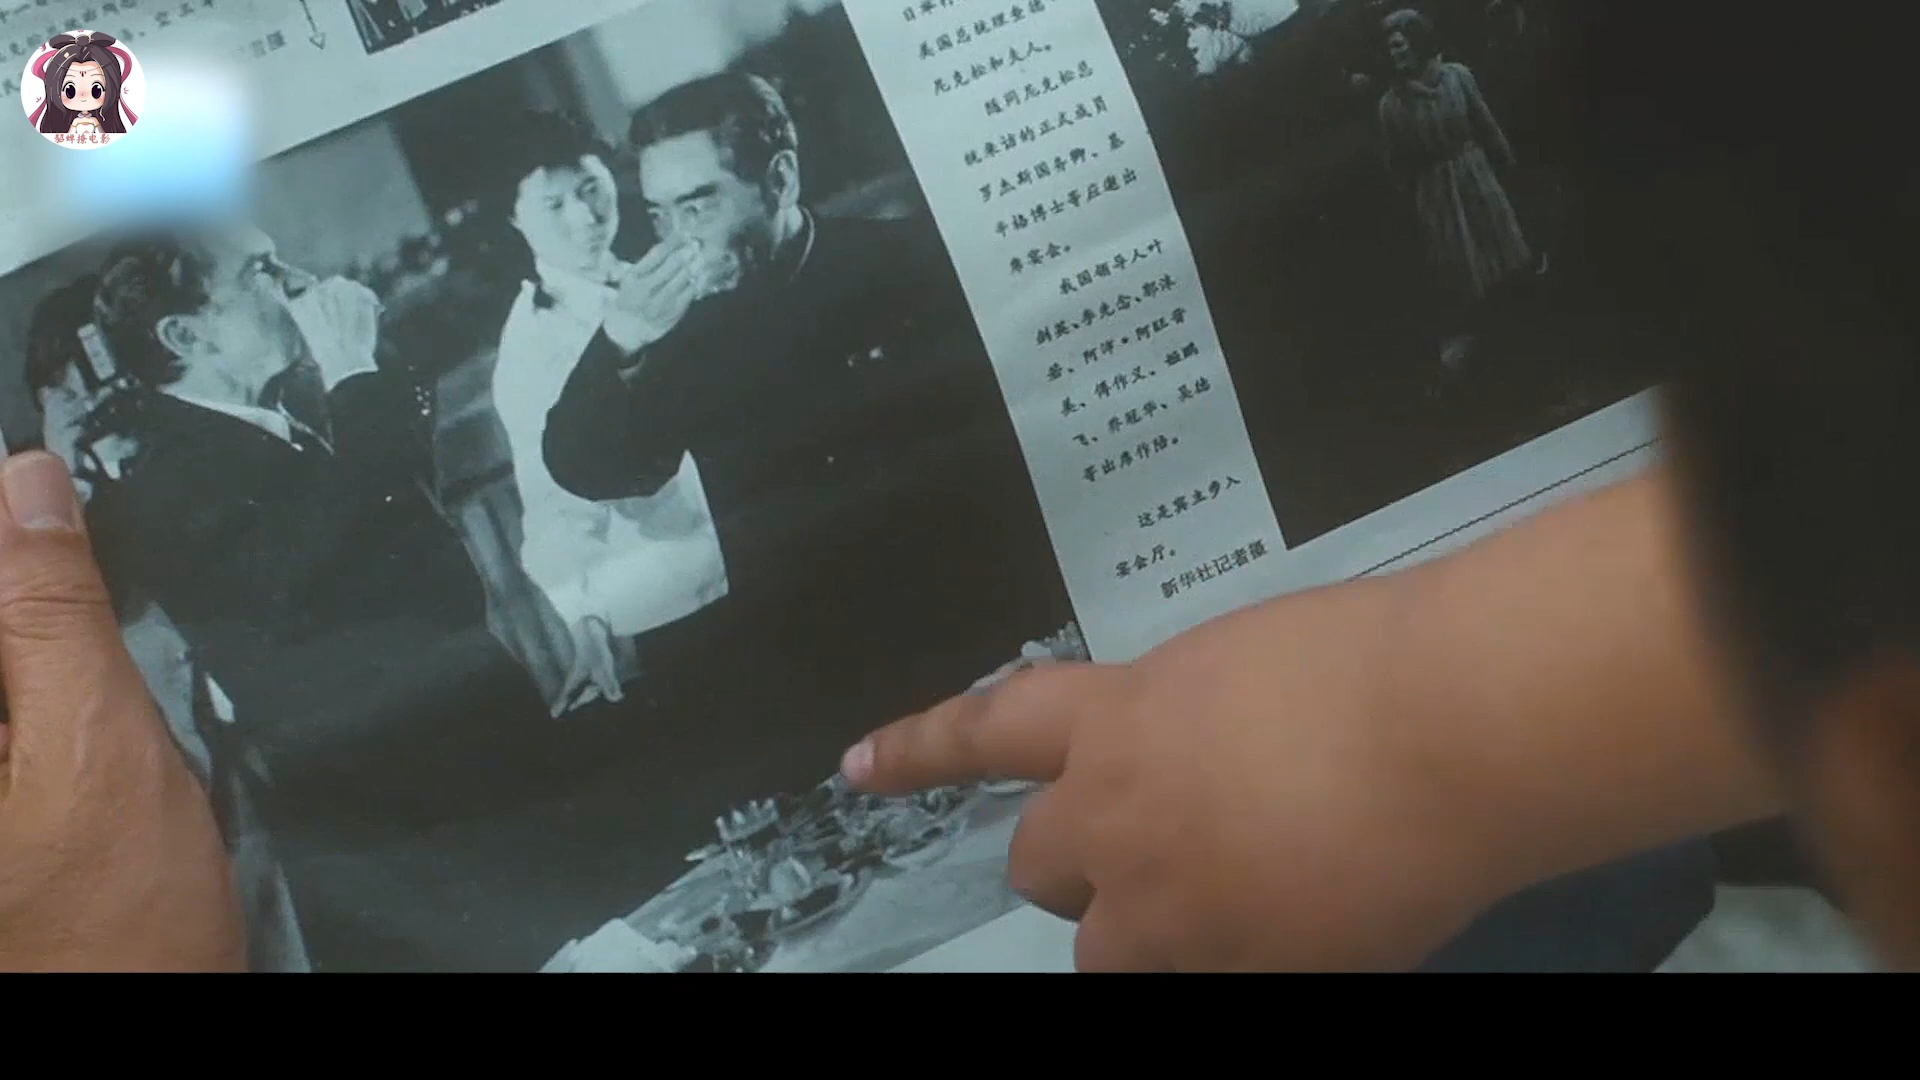 貂蝉撩电影
美国总统理查德·
尼克松和夫人。
随同尼克松总
统来访的正式成员
罗杰斯国务卿、基
辛格博士等应邀出
席宴会。
我国领导人叶
剑英、李先念、郭沫
若、阿沛·阿旺晋
美、傅作义、姬鹏
飞、乔冠华、吴德
等出席作陪。
这是宾主步入
宴会厅。
新华社记者摄